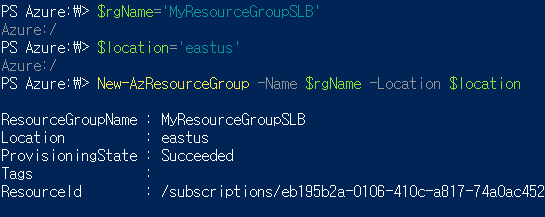 PS Azure:₩> $rgName='MyResourceGroupSLB'
Azure:/
PS Azure:₩> $location='eastus'
Azure:/
PS Azure:₩> New-AzResourceGroup -Name $rgName -Location $location
ResourceGroupName : MyResourceGroupSLB
Location : eastus
ProvisioningState : Succeeded
Tags :
ResourceId : /subscriptions/eb195b2a-0106-410c-a817-74a0ac452